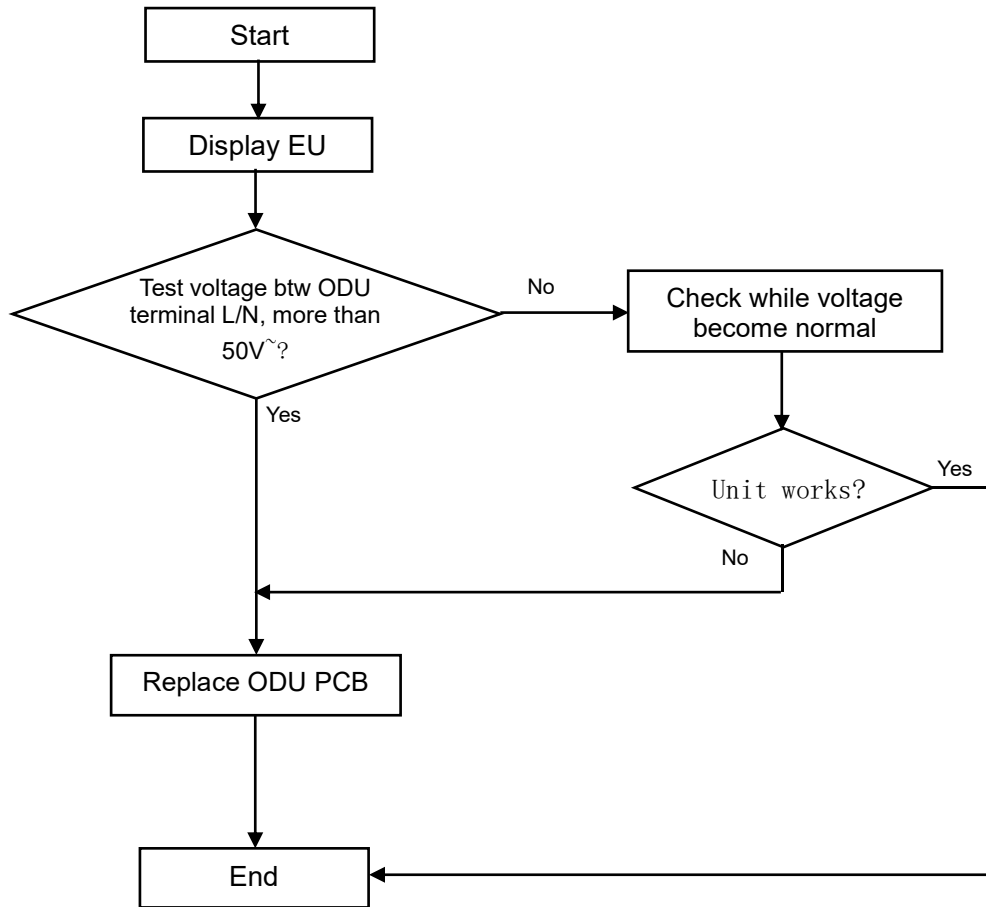 Start
Display EU
Test voltage btw ODU
terminal L/N, more than
50V~?
No
Check while voltage
become normal
Yes
Unit works?
Yes
No
Replace ODU PCB
End